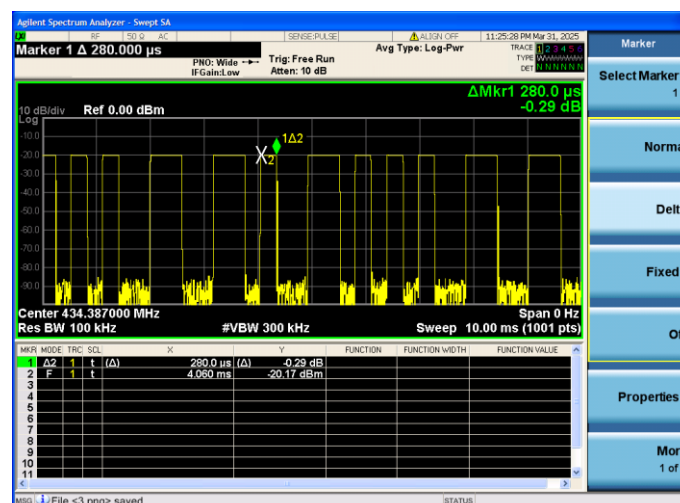 Agilent Spectrum Analyzer - Swept SA
LXI RF 50 Ω AC SENSE:PULSE ALIGN OFF 11:25:28 PM Mar 31, 2025
Marker 1 Δ 280.000 µs
PNO: Wide Trig: Free Run Avg Type: Log-Pwr TRACE 1 2 3 4 5 6
IFGain:Low Atten: 10 dB TYPE WWWWWW
DET N N N N N N
Marker
Select Marker
1
Norma
Delt
Fixed
Of
Properties
Mor
1 of
ΔMkr1 280.0 µs
-0.29 dB
10 dB/div Ref 0.00 dBm
Log
-10.0
-20.0
-30.0
-40.0
-50.0
-60.0
-70.0
-80.0
-90.0
1Δ2
2
Center 434.387000 MHz Span 0 Hz
Res BW 100 kHz #VBW 300 kHz Sweep 10.00 ms (1001 pts)
MKR MODE TRC SCL X Y FUNCTION FUNCTION WIDTH FUNCTION VALUE
1 Δ2 1 t (Δ) 280.0 µs (Δ) -0.29 dB
2 F 1 t 4.060 ms -20.17 dBm
3
4
5
6
7
8
9
10
11
MSG File <3.png> saved STATUS